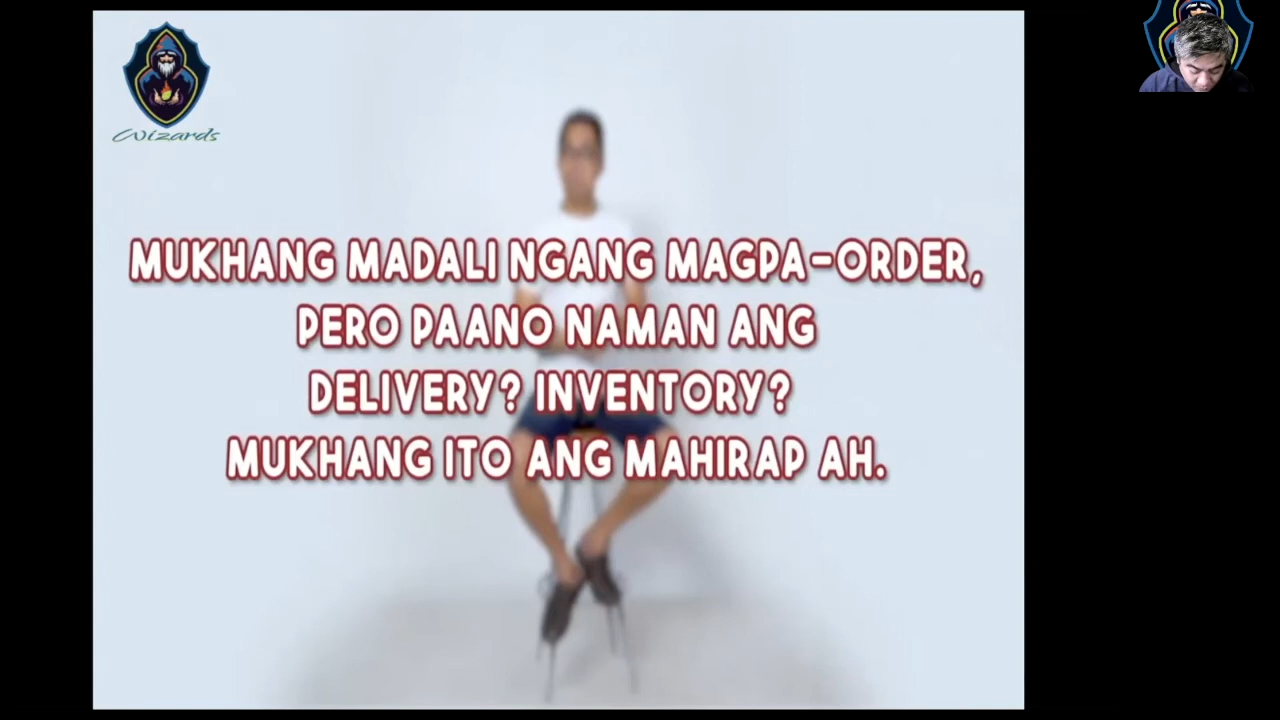 Wizards
MUKHANG MADALI NGANG MAGPA-ORDER,
PERO PAANO NAMAN ANG
DELIVERY? INVENTORY?
MUKHANG ITO ANG MAHIRAP AH.